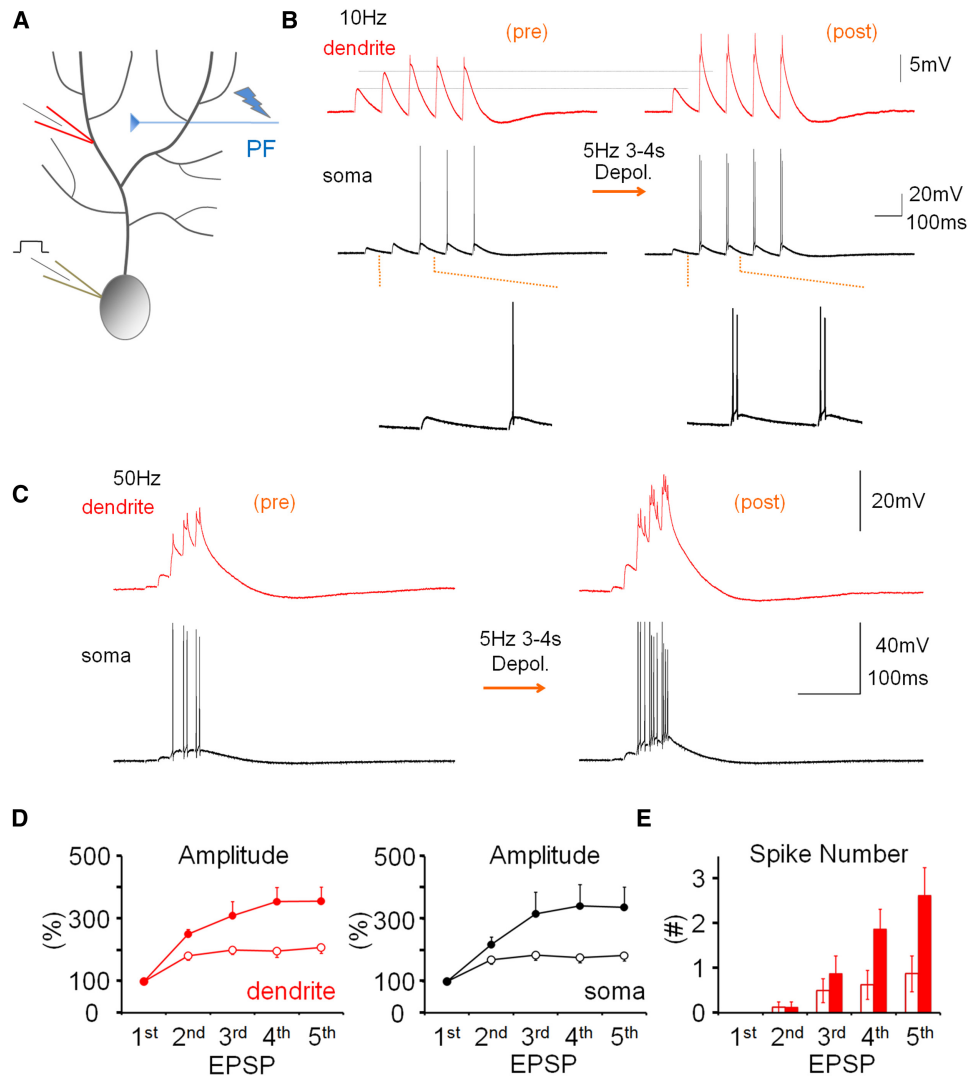 A
PF
B
10Hz
dendrite
(pre)
(post)
5mV
soma
5Hz 3-4s
Depol.
20mV
100ms
C
50Hz
dendrite
(pre)
(post)
20mV
soma
5Hz 3-4s
Depol.
40mV
100ms
D
Amplitude
500
300
100
0
(%)
dendrite
1st 2nd 3rd 4th 5th
EPSP
Amplitude
500
300
100
0
(%)
soma
1st 2nd 3rd 4th 5th
EPSP
E
Spike Number
3
2
1
0
(#)
1st 2nd 3rd 4th 5th
EPSP